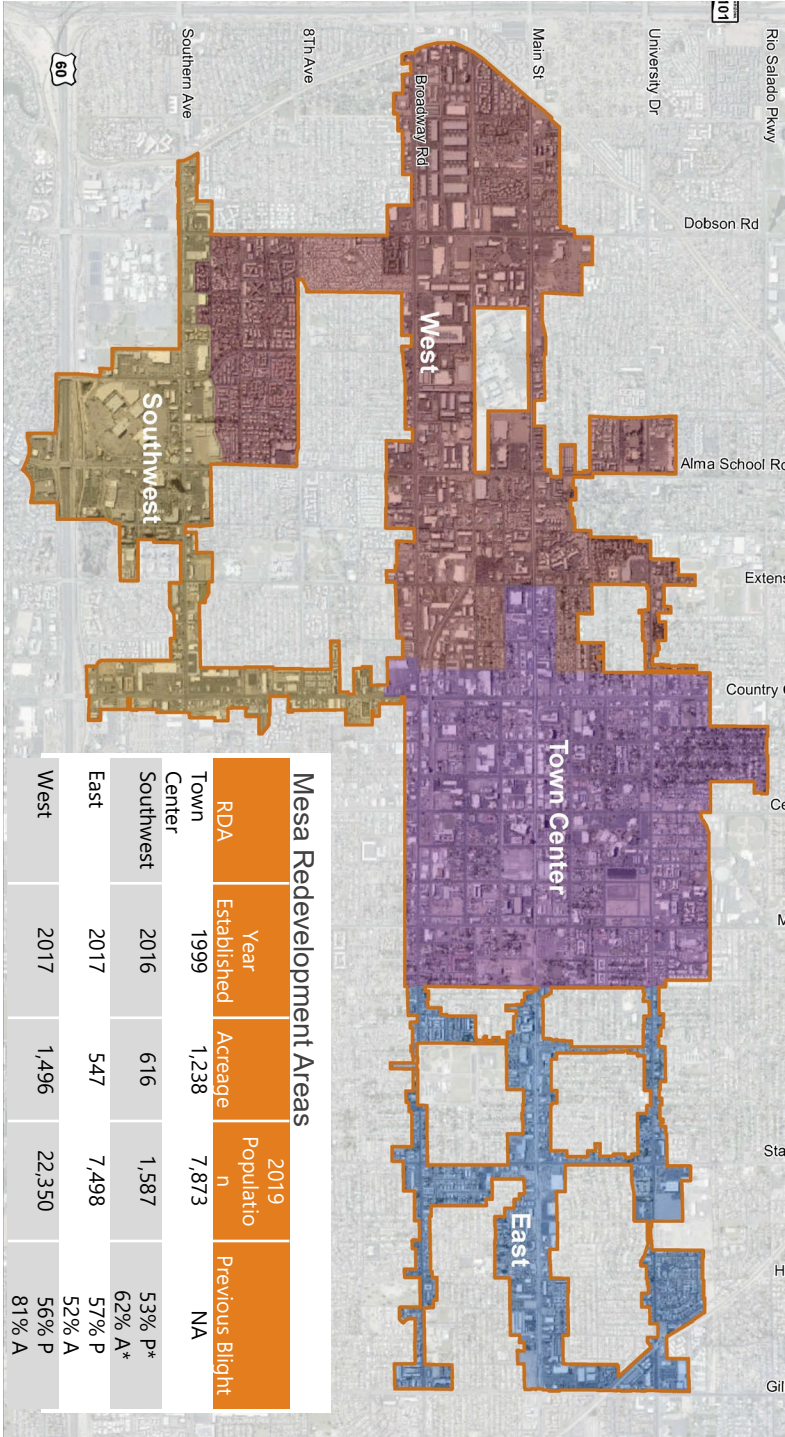 101
Rio Salado Pkwy
University Dr
Main St
Broadway Rd
8Th Ave
Southern Ave
60
Dobson Rd
Alma School Rd
Extens
Country C
Ce
M
Sta
H
Gil
West
Southwest
Town Center
East
Mesa Redevelopment Areas
RDA Year Established Acreage 2019 Populatio n Previous Blight
Town Center 1999 1,238 7,873 NA
Southwest 2016 616 1,587 53% P* 62% A*
East 2017 547 7,498 57% P 52% A
West 2017 1,496 22,350 56% P 81% A